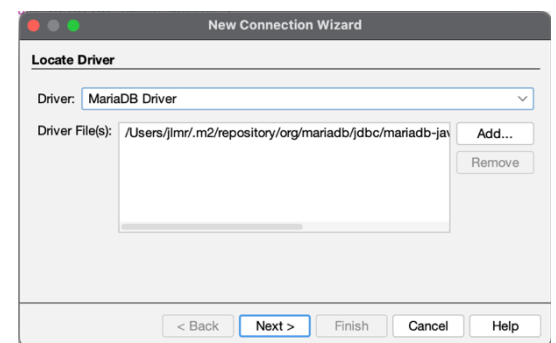 New Connection Wizard
Locate Driver
Driver: MariaDB Driver
Driver File(s): /Users/jlmr/.m2/repository/org/mariadb/jdbc/mariadb-jav Add...
Remove
< Back Next > Finish Cancel Help